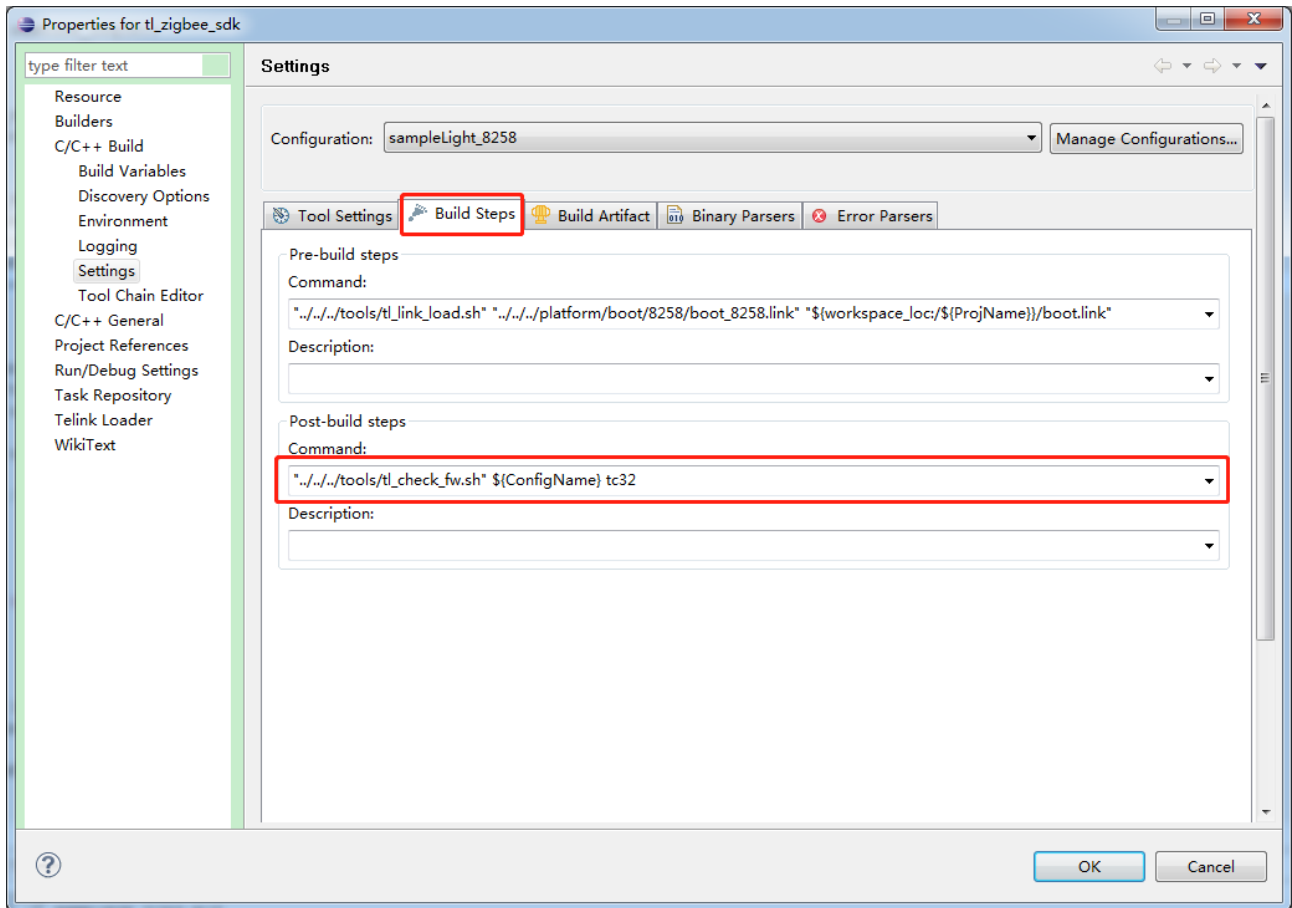 Properties for tl_zigbee_sdk
type filter text
Resource
Builders
C/C++ Build
Build Variables
Discovery Options
Environment
Logging
Settings
Tool Chain Editor
C/C++ General
Project References
Run/Debug Settings
Task Repository
Telink Loader
WikiText
Settings
Configuration: sampleLight_8258 Manage Configurations...
Tool Settings Build Steps Build Artifact Binary Parsers Error Parsers
Pre-build steps
Command:
"../../../tools/tl_link_load.sh" "../../../platform/boot/8258/boot_8258.link" "${workspace_loc:/${ProjName}}/boot.link"
Description:
Post-build steps
Command:
"../../../tools/tl_check_fw.sh" ${ConfigName} tc32
Description:
OK Cancel